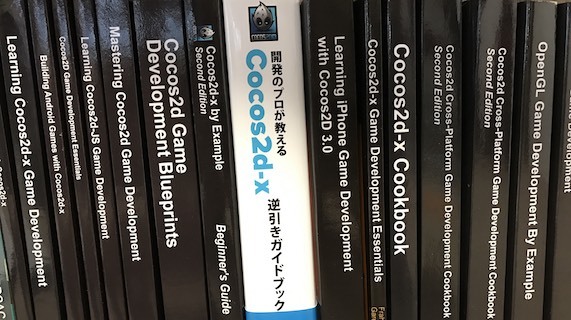 Cocos2d-x
Learning Cocos2d-x Game Development
Building Android Games with Cocos2d-x
Cocos2D Game Development Essentials
Learning Cocos2d-JS Game Development
Mastering Cocos2d Game Development
Cocos2d Game
Development Blueprints
Cocos2d-x by Example
Second Edition
Beginner's Guide
開発のプロが教える
Cocos2d-x
逆引きガイドブック
Learning iPhone Game Development
with Cocos2D 3.0
Cocos2d-x Game Development Essentials
Cocos2d-x Cookbook
Cocos2d Cross-Platform Game Development Cookbook
Second Edition
Cocos2d Cross-Platform Game Development Cookbook
Second Edition
OpenGL Game Development By Example